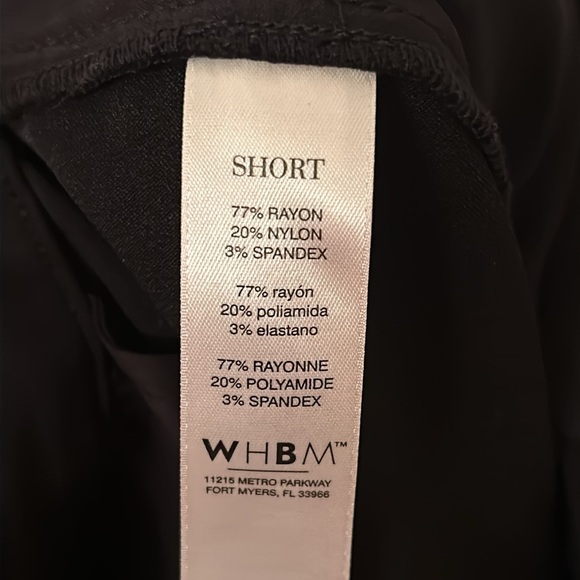 SHORT
77% RAYON
20% NYLON
3% SPANDEX
77% rayón
20% poliamida
3% elastano
77% RAYONNE
20% POLYAMIDE
3% SPANDEX
WHBM™
11215 METRO PARKWAY
FORT MYERS, FL 33966